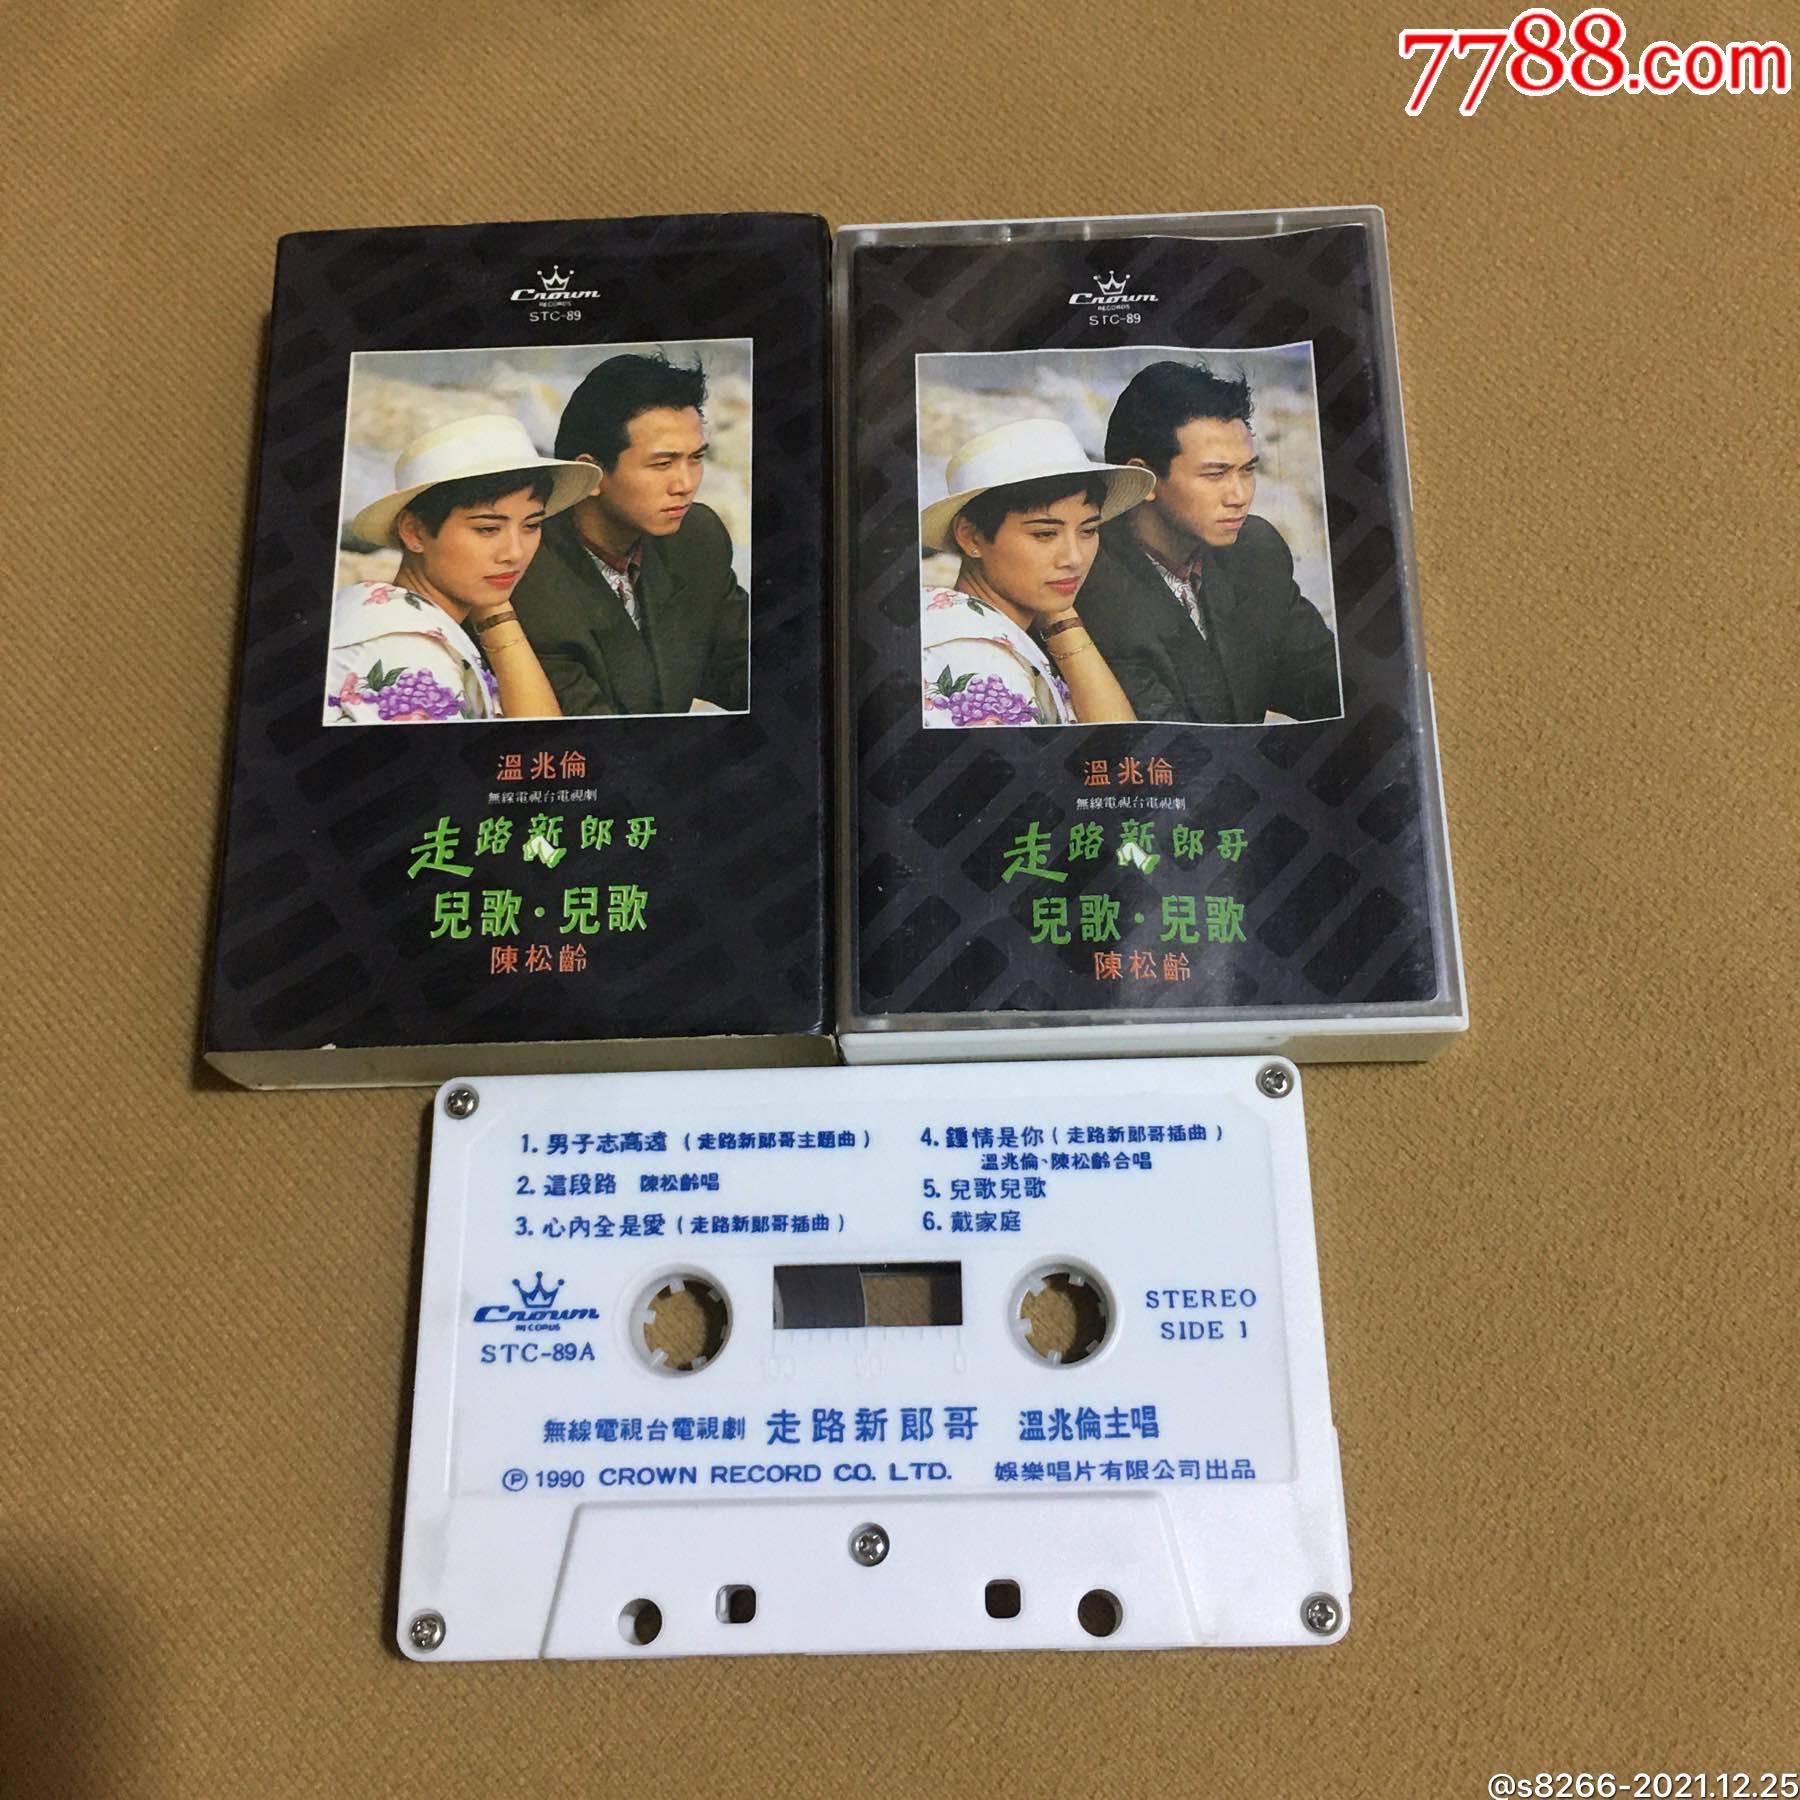 7788.com
Crown
RECORDS
STC-89
溫兆倫
無線電視台電視劇
走路新郎哥
兒歌·兒歌
陳松齡
Crown
RECORDS
STC-89
溫兆倫
無線電視台電視劇
走路新郎哥
兒歌·兒歌
陳松齡
1. 男子志高遠(走路新郎哥主題曲)
2. 這段路 陳松齡唱
3. 心內全是愛(走路新郎哥插曲)
4. 鍾情是你(走路新郎哥插曲)
溫兆倫、陳松齡合唱
5. 兒歌兒歌
6. 戴家庭
Crown
RECORDS
STC-89A
STEREO
SIDE 1
無線電視台電視劇 走路新郎哥 溫兆倫主唱
Ⓟ 1990 CROWN RECORD CO. LTD. 娛樂唱片有限公司出品
@s8266-2021.12.25